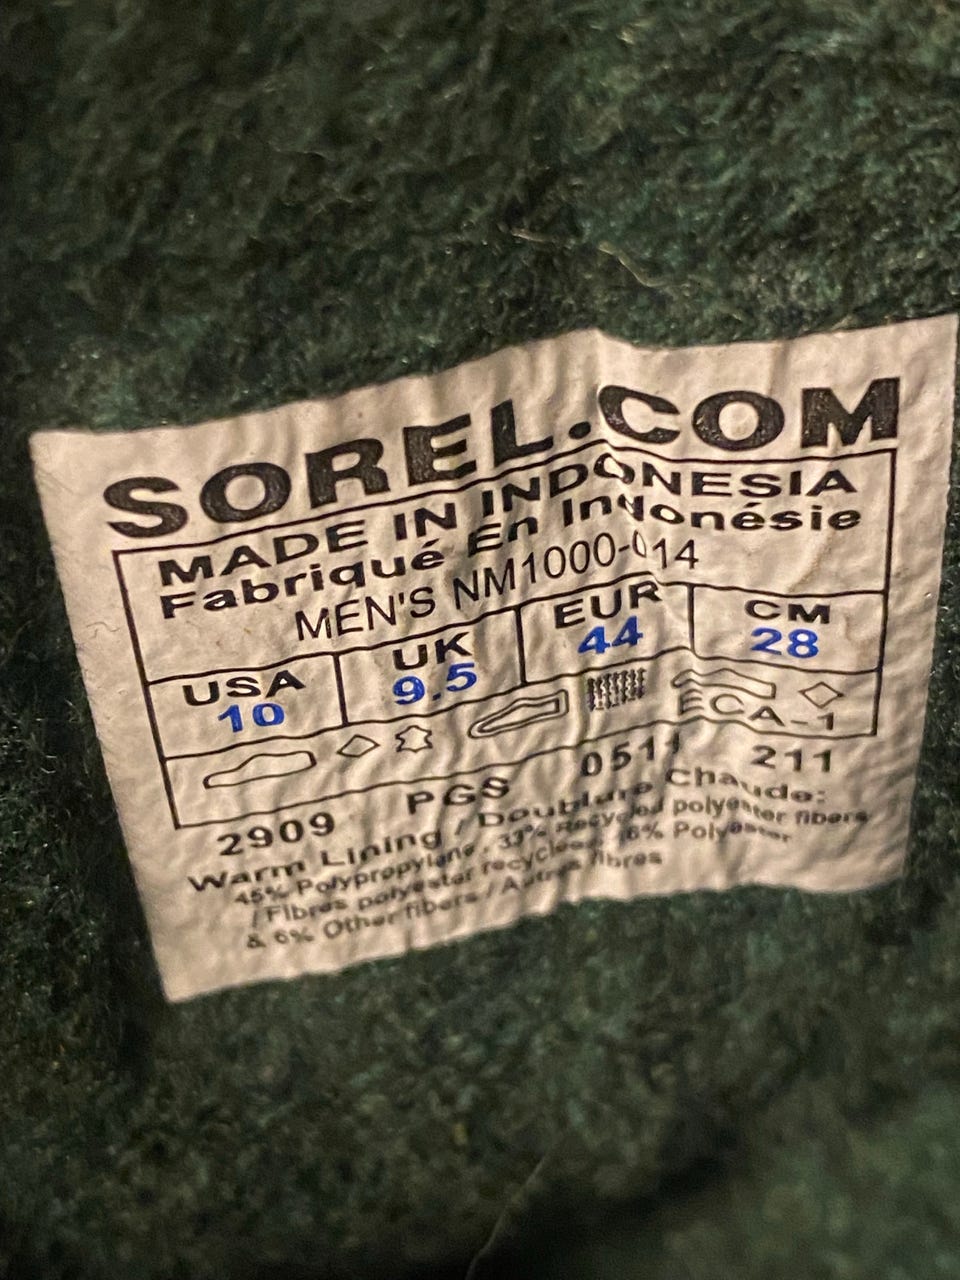 SOREL.COM
MADE IN INDONESIA
Fabriqué En Indonésie
MEN'S NM1000-014
USA UK EUR CM
10 9.5 44 28
ECA-1
2909 PGS 0511 211
Warm Lining / Doublure Chaude:
45% Polypropylene, 33% Recycled polyester fibers
/ Fibres polyester recyclees, 16% Polyester
& 6% Other fibers / Autres fibres